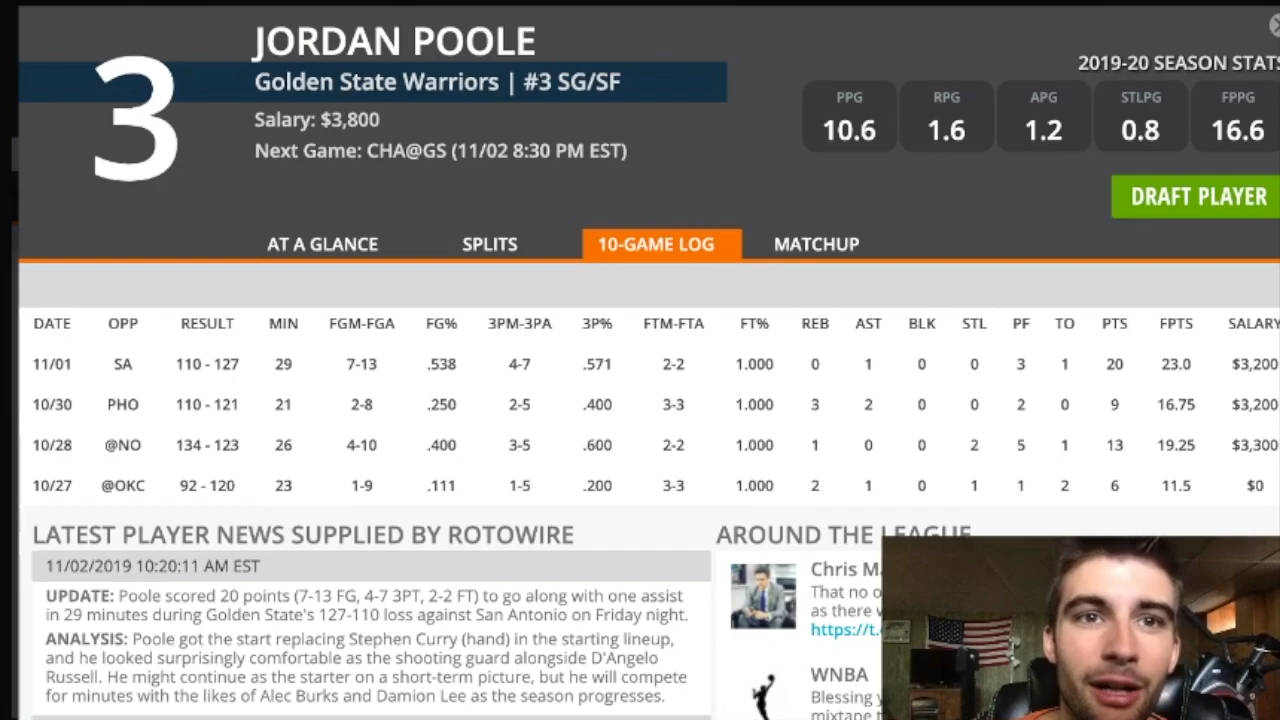 JORDAN POOLE
3
Golden State Warriors | #3 SG/SF
Salary: $3,800
Next Game: CHA@GS (11/02 8:30 PM EST)
2019-20 SEASON STATS
PPG RPG APG STLPG FPPG
10.6 1.6 1.2 0.8 16.6
DRAFT PLAYER
AT A GLANCE SPLITS 10-GAME LOG MATCHUP
DATE OPP RESULT MIN FGM-FGA FG% 3PM-3PA 3P% FTM-FTA FT% REB AST BLK STL PF TO PTS FPTS SALARY
11/01 SA 110 - 127 29 7-13 .538 4-7 .571 2-2 1.000 0 1 0 0 3 1 20 23.0 $3,200
10/30 PHO 110 - 121 21 2-8 .250 2-5 .400 3-3 1.000 3 2 0 0 2 0 9 16.75 $3,200
10/28 @NO 134 - 123 26 4-10 .400 3-5 .600 2-2 1.000 1 0 0 2 5 1 13 19.25 $3,300
10/27 @OKC 92 - 120 23 1-9 .111 1-5 .200 3-3 1.000 2 1 0 1 1 2 6 11.5 $0
LATEST PLAYER NEWS SUPPLIED BY ROTOWIRE
11/02/2019 10:20:11 AM EST
UPDATE: Poole scored 20 points (7-13 FG, 4-7 3PT, 2-2 FT) to go along with one assist
in 29 minutes during Golden State's 127-110 loss against San Antonio on Friday night.
ANALYSIS: Poole got the start replacing Stephen Curry (hand) in the starting lineup,
and he looked surprisingly comfortable as the shooting guard alongside D'Angelo
Russell. He might continue as the starter on a short-term picture, but he will compete
for minutes with the likes of Alec Burks and Damion Lee as the season progresses.
AROUND THE LEAGUE
Chris
That no o
as there
https://t.
WNBA
Blessing
mixtape